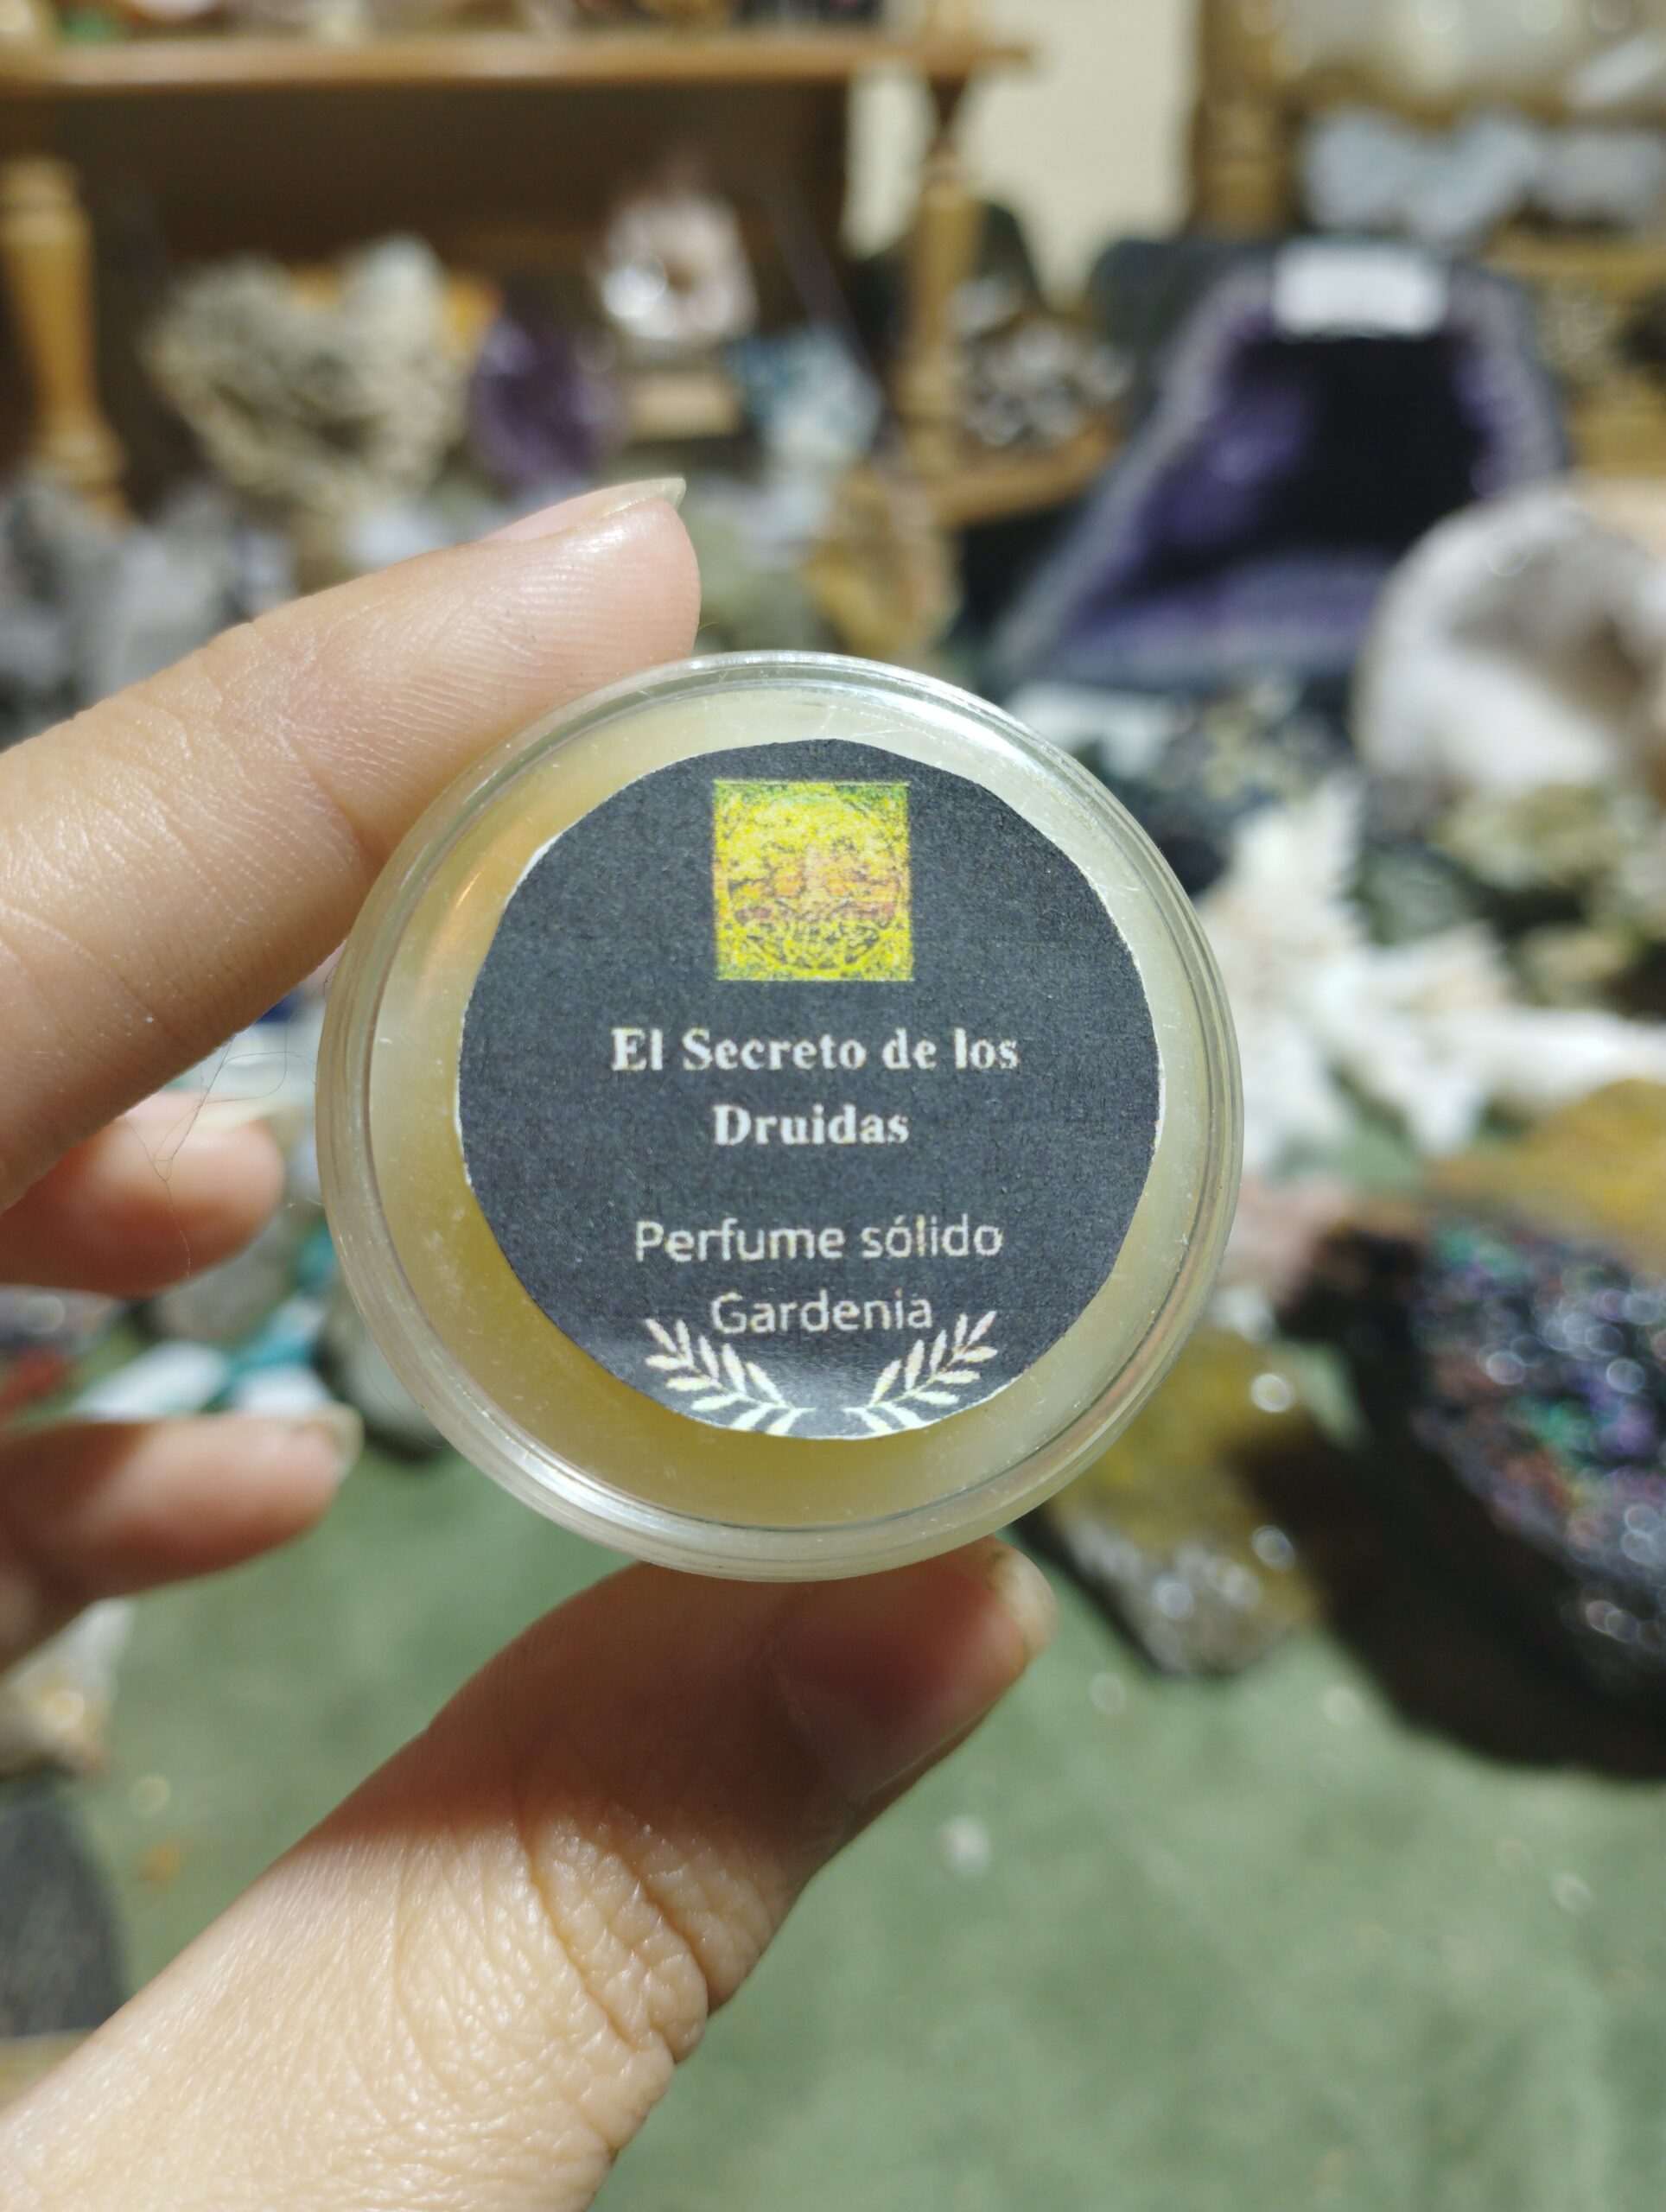 El Secreto de los
Druidas
Perfume sólido
Gardenia